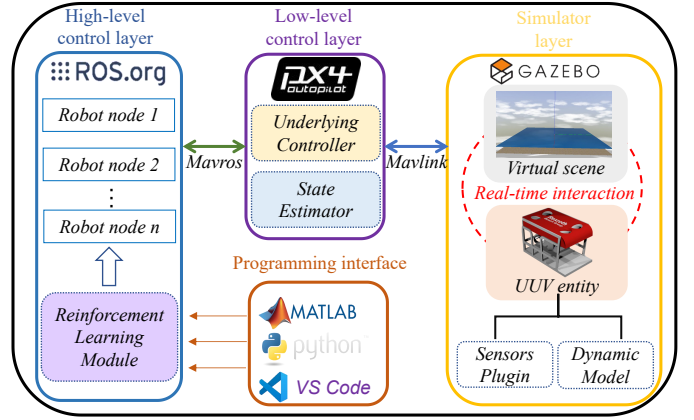 High-level
control layer
ROS.org
Robot node 1
Robot node 2
⋮
Robot node n
Reinforcement
Learning
Module
Mavros
Low-level
control layer
px4
autopilot
Underlying
Controller
State
Estimator
Mavlink
Programming interface
MATLAB
python
VS Code
Simulator
layer
GAZEBO
Virtual scene
Real-time interaction
UUV entity
Sensors
Plugin
Dynamic
Model